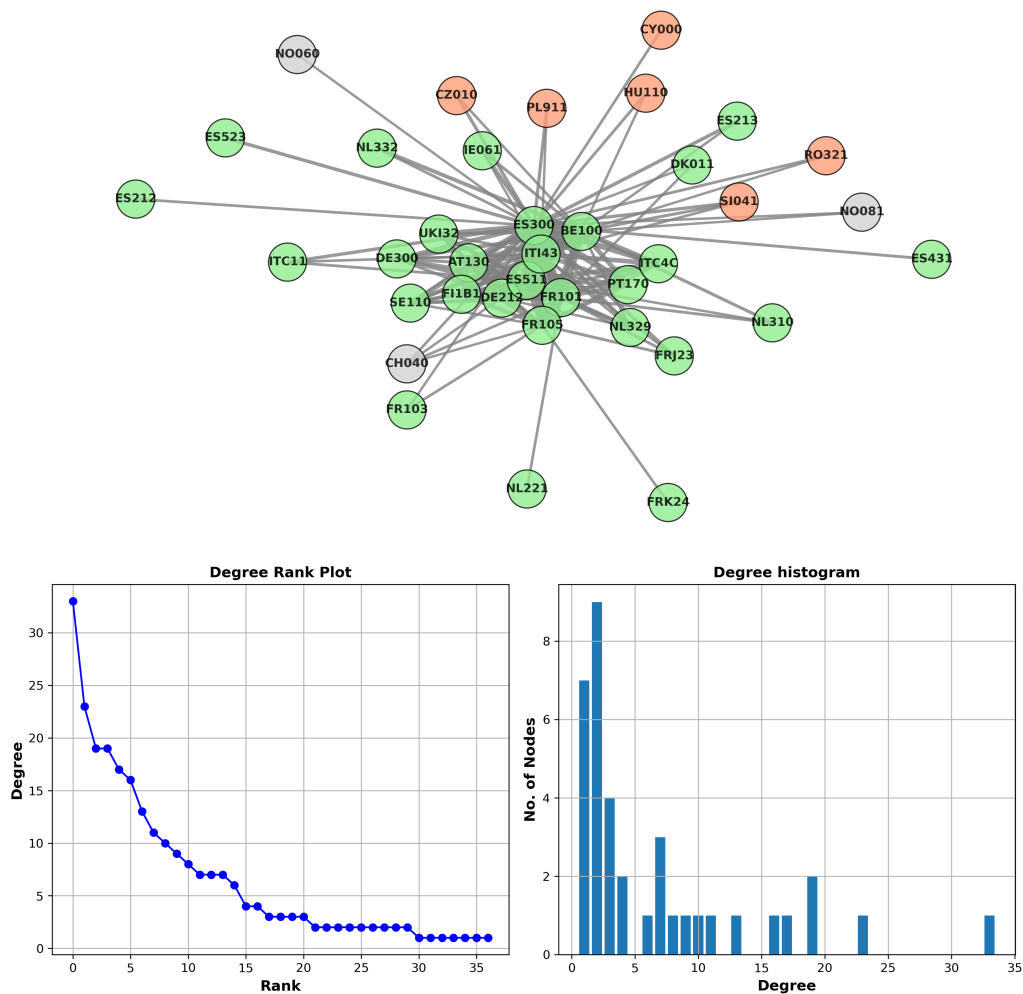 CY000
NO060
HU110
CZ010
PL911
ES213
ES523
NL332
IE061
RO321
DK011
ES212
SI041
NO081
ES300
BE100
UKI32
ITI43
DE300
ITC11
AT130
ITC4C
ES431
ES511
PT170
FI1B1
DE212
FR101
SE110
NL310
FR105
NL329
FRJ23
CH040
FR103
NL221
FRK24
Degree Rank Plot
Degree
30
25
20
15
10
5
0
0 5 10 15 20 25 30 35
Rank
Degree histogram
No. of Nodes
8
6
4
2
0
0 5 10 15 20 25 30 35
Degree